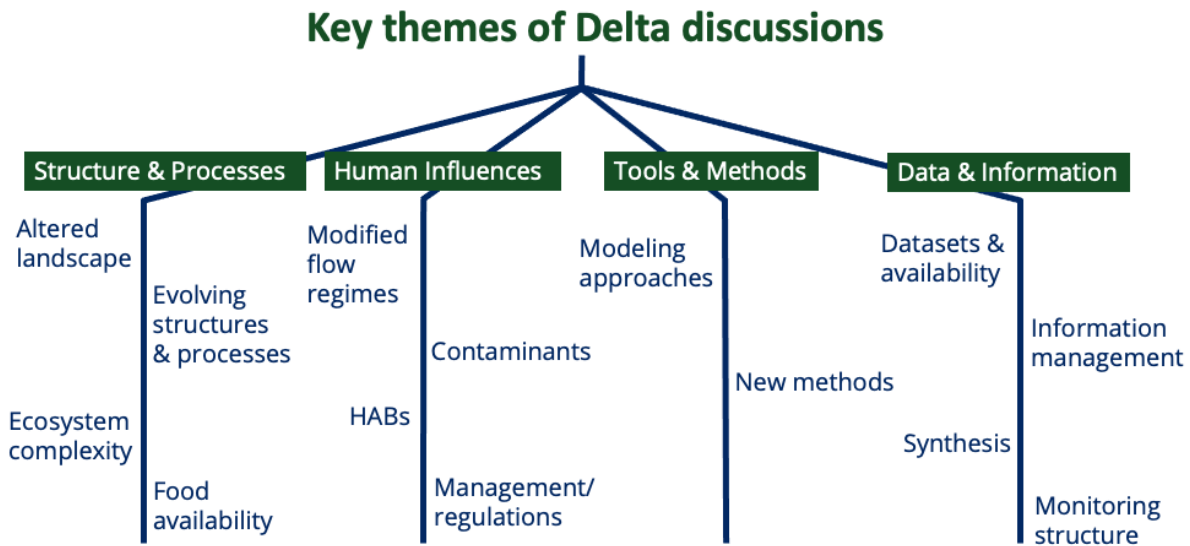 Key themes of Delta discussions
Structure & Processes
Altered
landscape
Evolving
structures
& processes
Ecosystem
complexity
Food
availability
Human Influences
Modified
flow
regimes
Contaminants
HABs
Management/
regulations
Tools & Methods
Modeling
approaches
New methods
Data & Information
Datasets &
availability
Information
management
Synthesis
Monitoring
structure